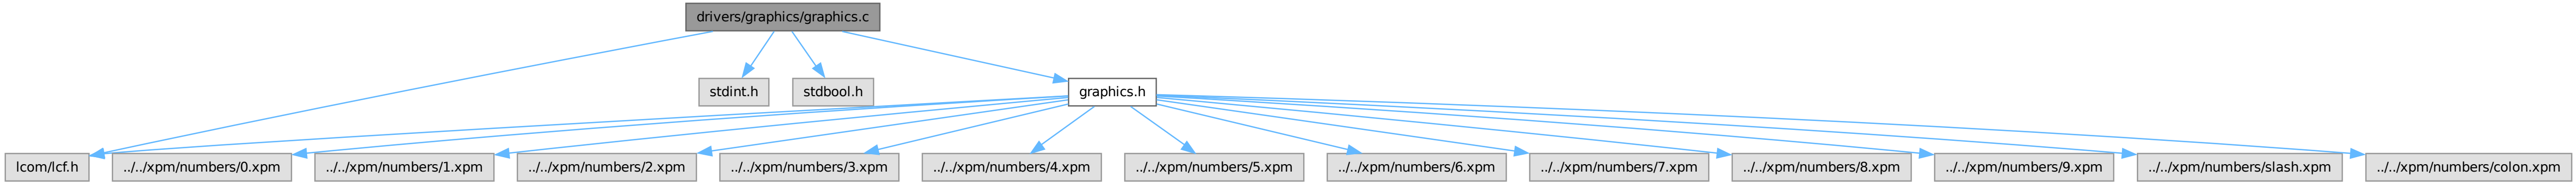 drivers/graphics/graphics.c
stdint.h
stdbool.h
graphics.h
lcom/lcf.h
../../xpm/numbers/0.xpm
../../xpm/numbers/1.xpm
../../xpm/numbers/2.xpm
../../xpm/numbers/3.xpm
../../xpm/numbers/4.xpm
../../xpm/numbers/5.xpm
../../xpm/numbers/6.xpm
../../xpm/numbers/7.xpm
../../xpm/numbers/8.xpm
../../xpm/numbers/9.xpm
../../xpm/numbers/slash.xpm
../../xpm/numbers/colon.xpm